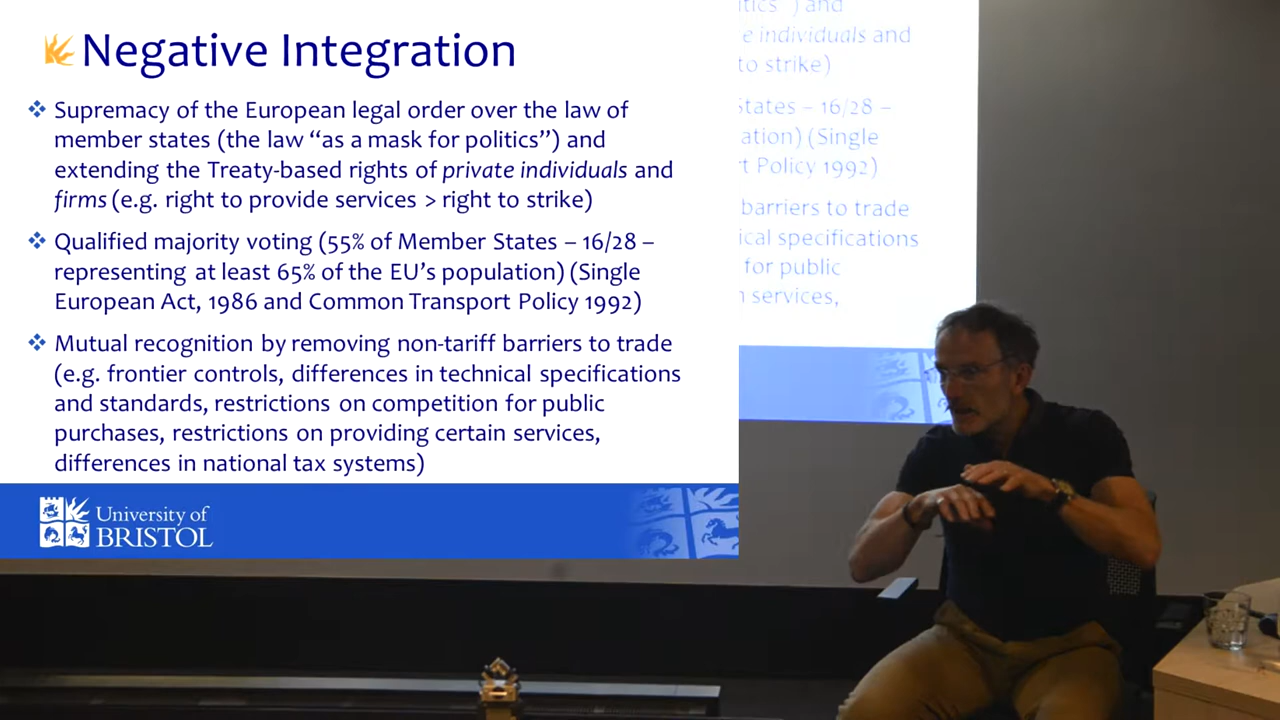 Negative Integration
❖ Supremacy of the European legal order over the law of
member states (the law “as a mask for politics”) and
extending the Treaty-based rights of private individuals and
firms (e.g. right to provide services > right to strike)
❖ Qualified majority voting (55% of Member States – 16/28 –
representing at least 65% of the EU’s population) (Single
European Act, 1986 and Common Transport Policy 1992)
❖ Mutual recognition by removing non-tariff barriers to trade
(e.g. frontier controls, differences in technical specifications
and standards, restrictions on competition for public
purchases, restrictions on providing certain services,
differences in national tax systems)
University of
BRISTOL
and
individuals and
to strike)
States – 16/28 –
(Single
Policy 1992)
barriers to trade
specifications
for public
services,